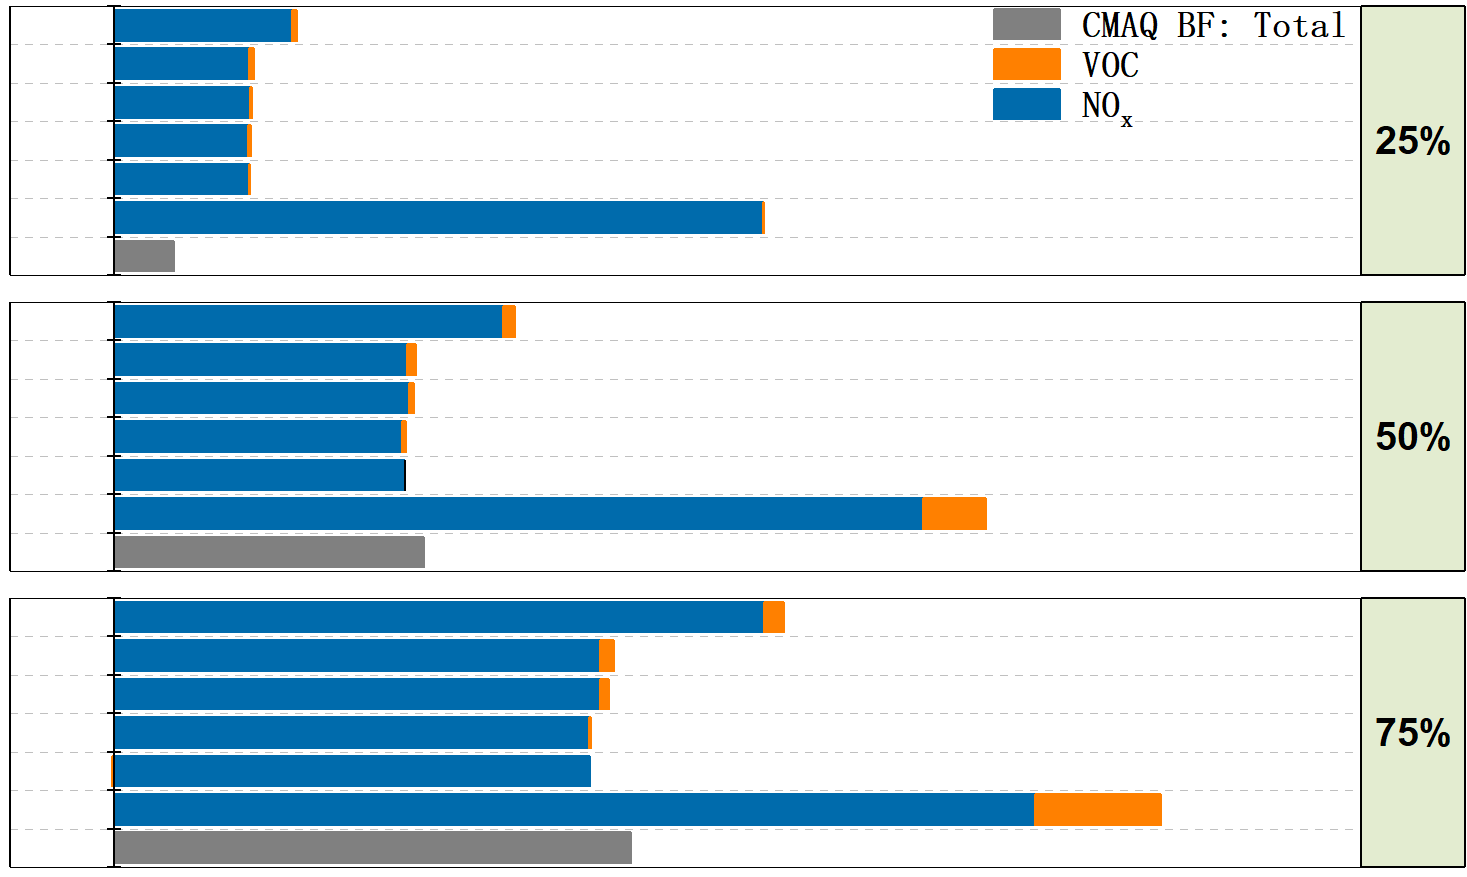 CMAQ BF: Total
VOC
NOx
25%
50%
75%